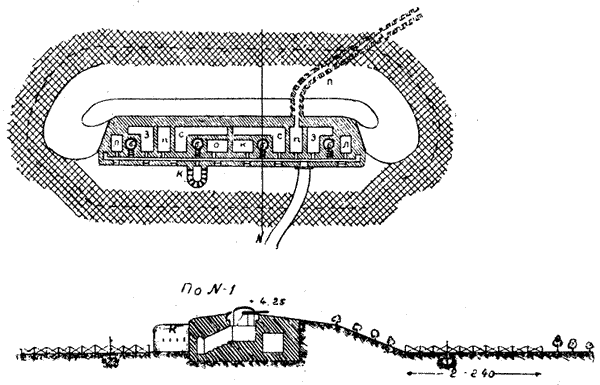 п
п З п С С п З Л
о к
К
N
По N-1
+ 4.25
К
2-240